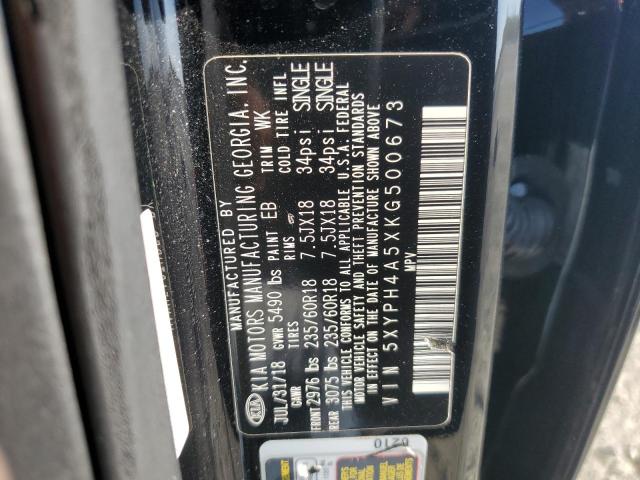 MANUFACTURED BY
KIA KIA MOTORS MANUFACTURING GEORGIA, INC.
JUL/31/18 GVWR 5490 lbs PAINT EB TRIM WK
GAWR RIMS COLD TIRE INFL
FRONT 2976 lbs 235/60R18 7.5JX18 34psi SINGLE
REAR 3075 lbs 235/60R18 7.5JX18 34psi SINGLE
THIS VEHICLE CONFORMS TO ALL APPLICABLE U.S.A. FEDERAL
MOTOR VEHICLE SAFETY AND THEFT PREVENTION STANDARDS
IN EFFECT ON THE DATE OF MANUFACTURE SHOWN ABOVE
MPV
VIN 5XYPH4A5XKG500673
0210